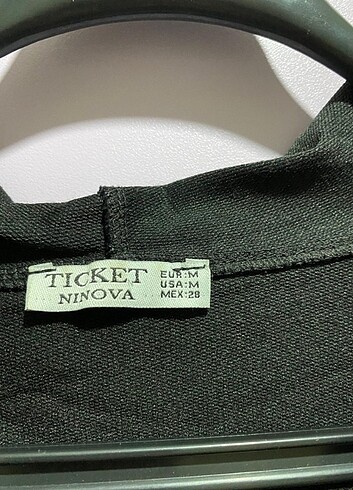 TICKET
NINOVA
EUR:M
USA:M
MEX:28